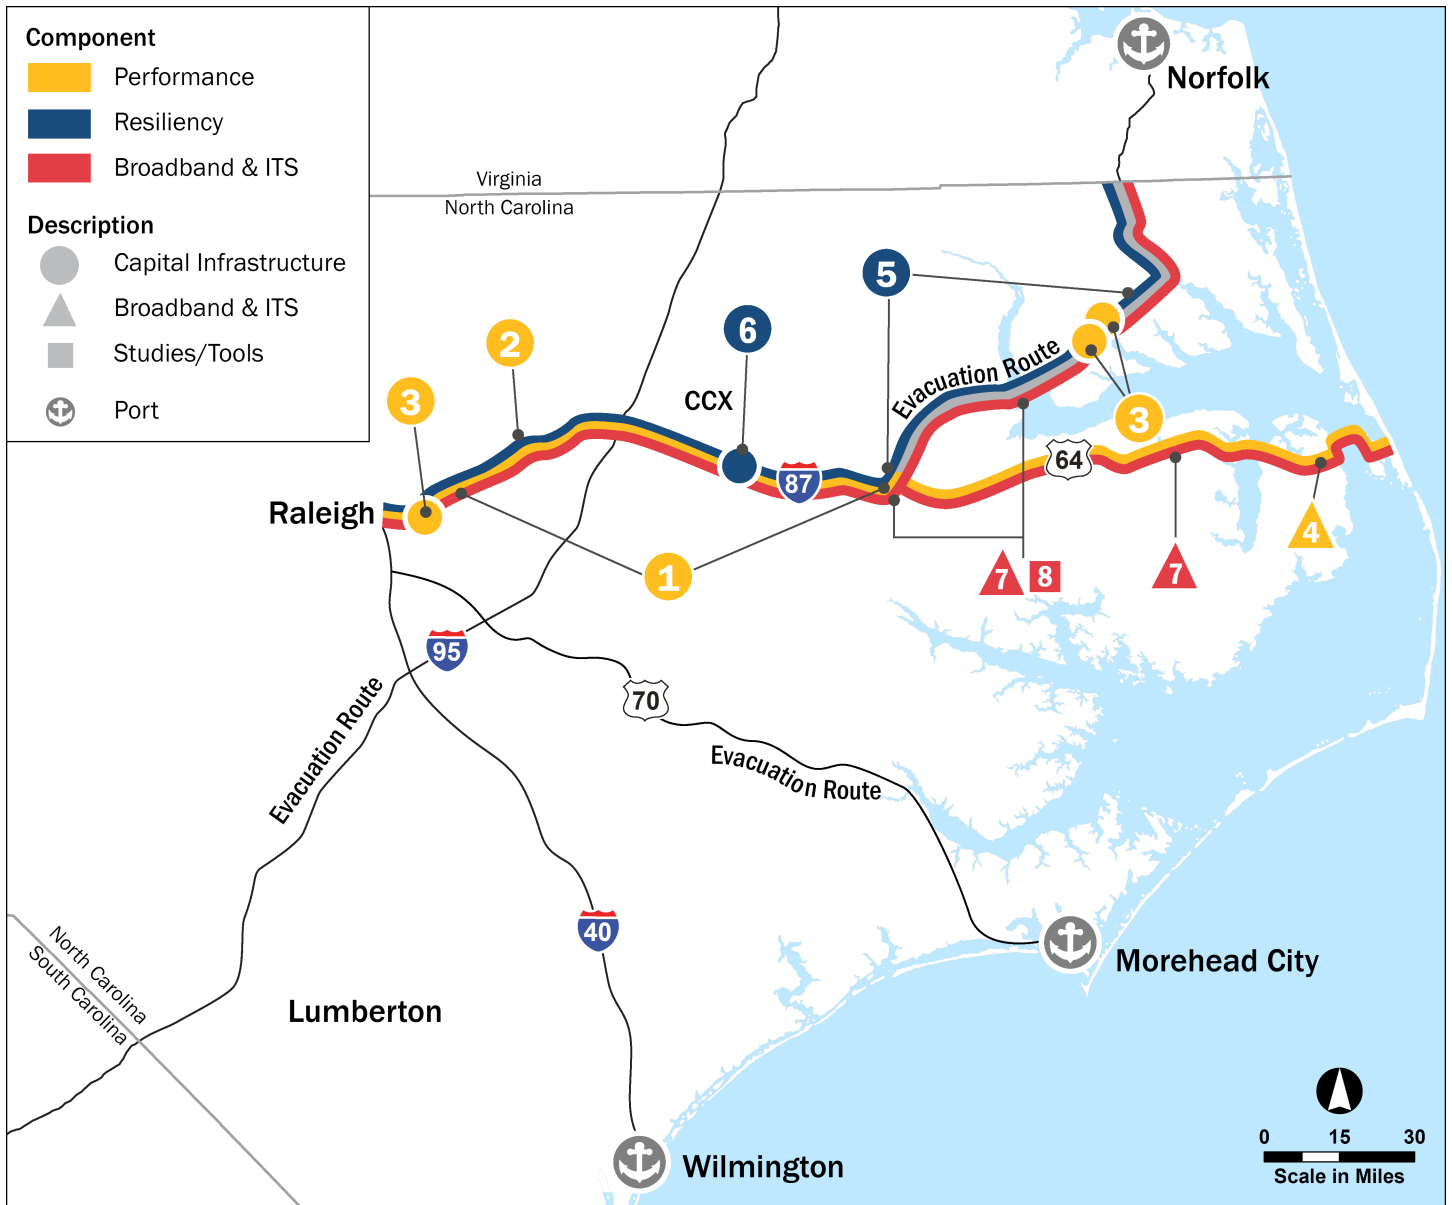 Component
Performance
Resiliency
Broadband & ITS
Description
Capital Infrastructure
Broadband & ITS
Studies/Tools
Port
Norfolk
Virginia
North Carolina
5
6
2
3
CCX
Evacuation Route
3
64
87
Raleigh
4
1
7
8
7
95
70
Evacuation Route
Evacuation Route
40
North Carolina
South Carolina
Morehead City
Lumberton
Wilmington
0 15 30
Scale in Miles